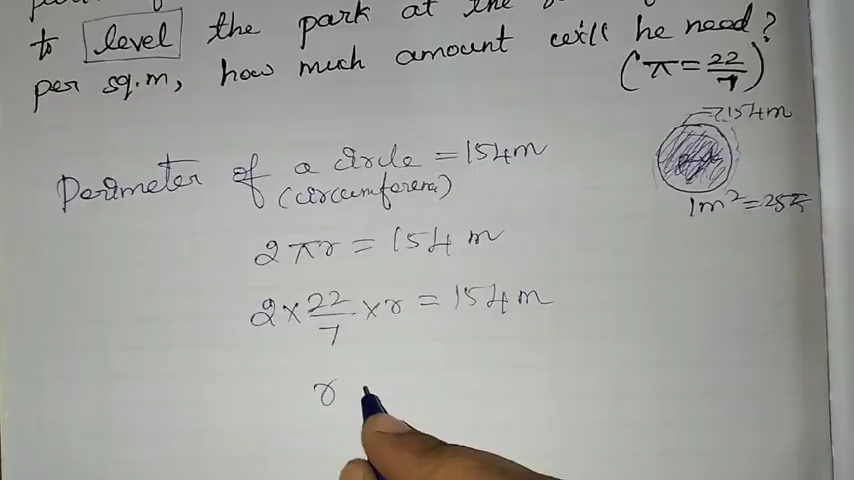 the park at the
to level
per sq.m, how much amount will he need?
(π = 22/7)
154m
Perimeter of a circle = 154m
(circumference)
1m² = 25₹
2πr = 154 m
2 × 22/7 × r = 154m
r